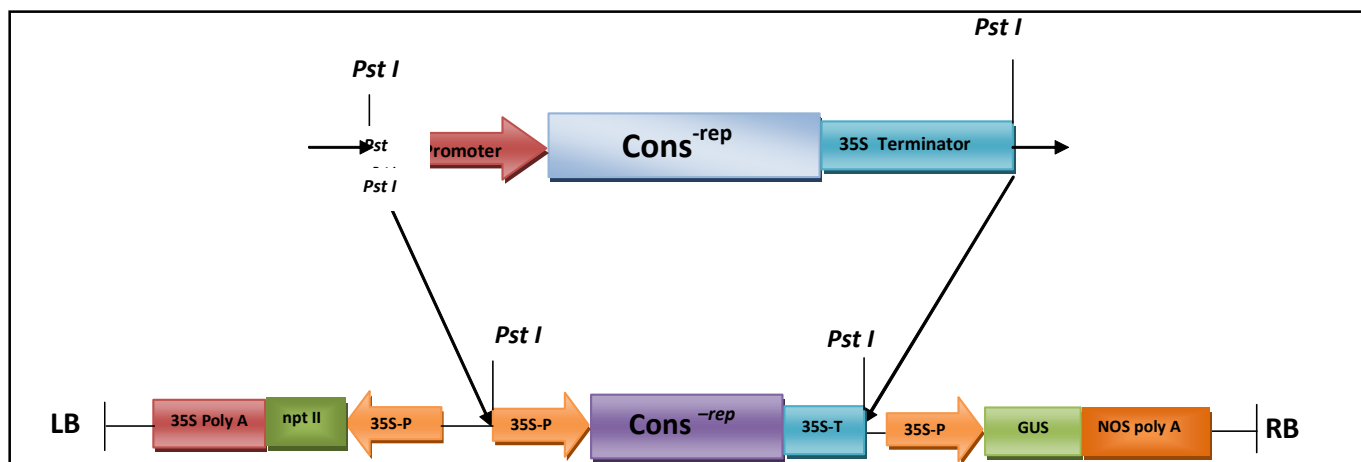 Pst I
Pst I
Pst
Promoter
Cons-rep
35S Terminator
Pst I
Pst I
Pst I
LB
35S Poly A
npt II
35S-P
35S-P
Cons –rep
35S-T
35S-P
GUS
NOS poly A
RB